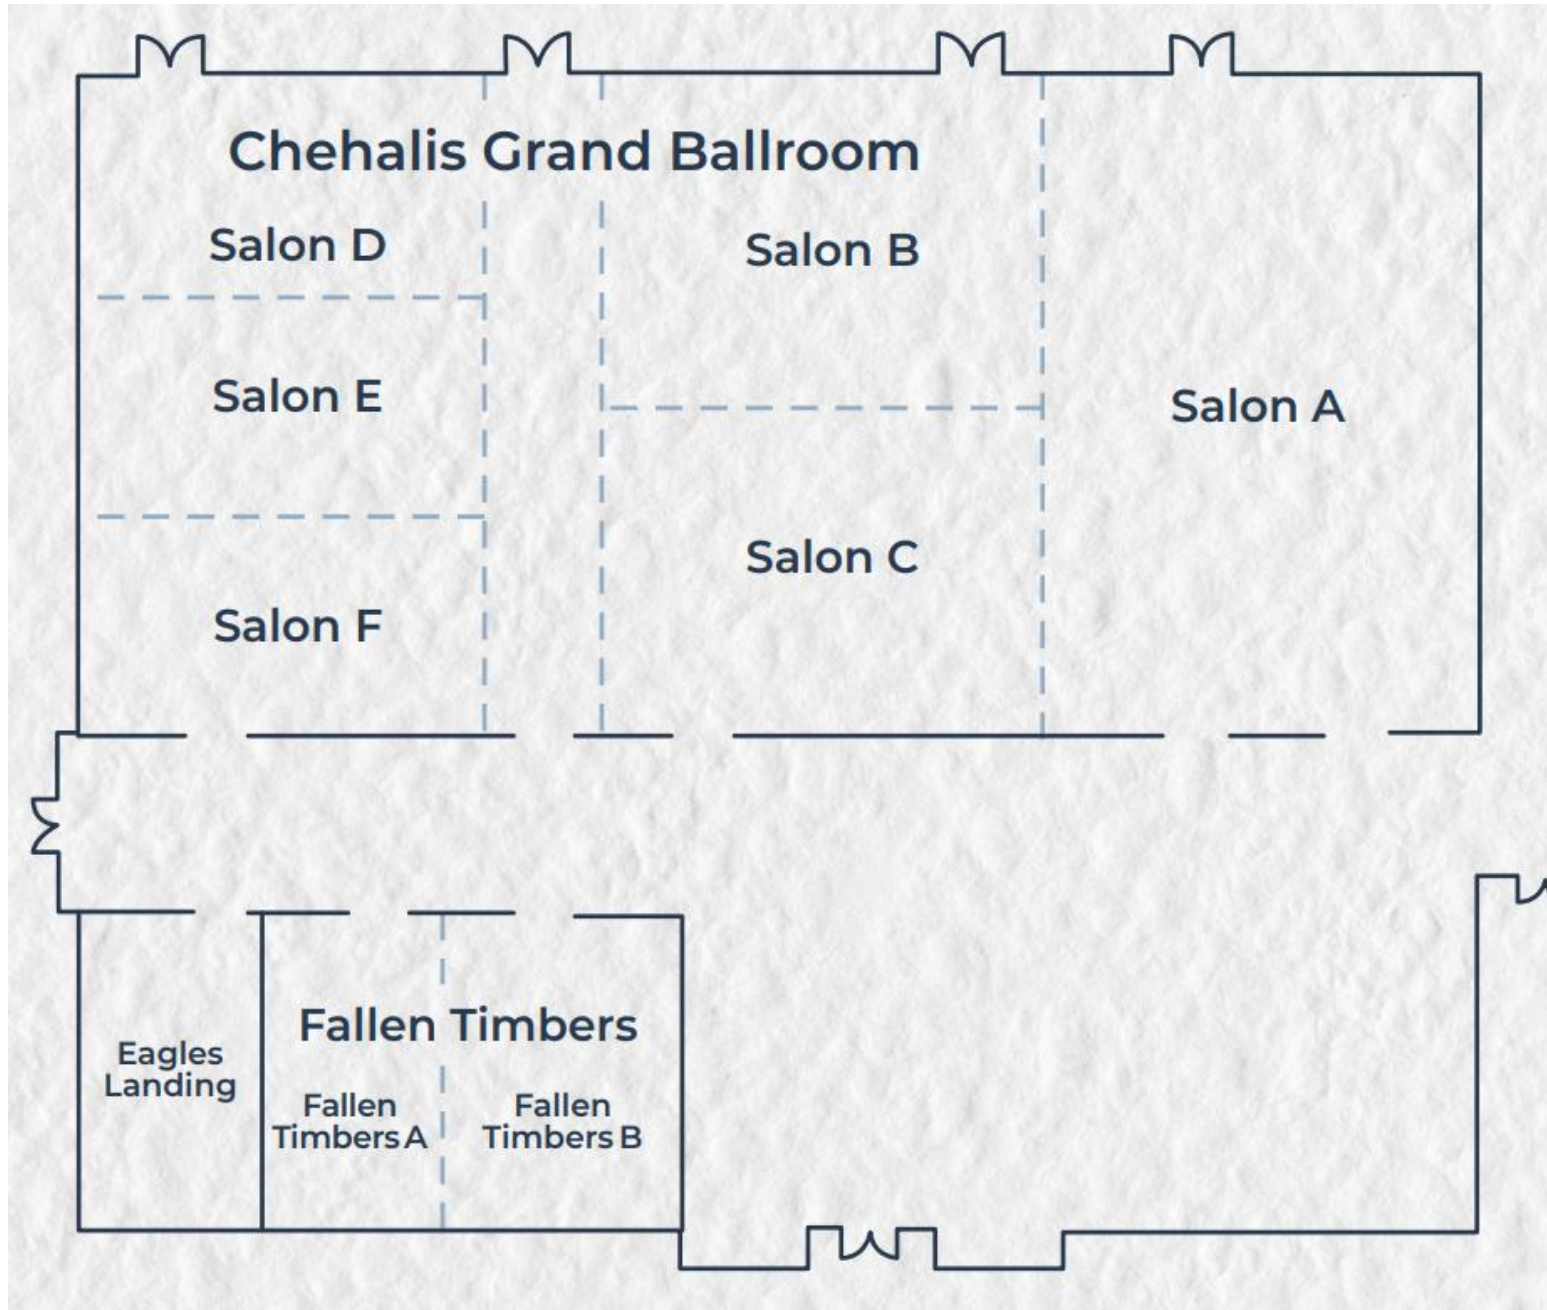 Chehalis Grand Ballroom
Salon D
Salon B
Salon E
Salon A
Salon C
Salon F
Fallen Timbers
Eagles
Landing
Fallen
Timbers A
Fallen
Timbers B